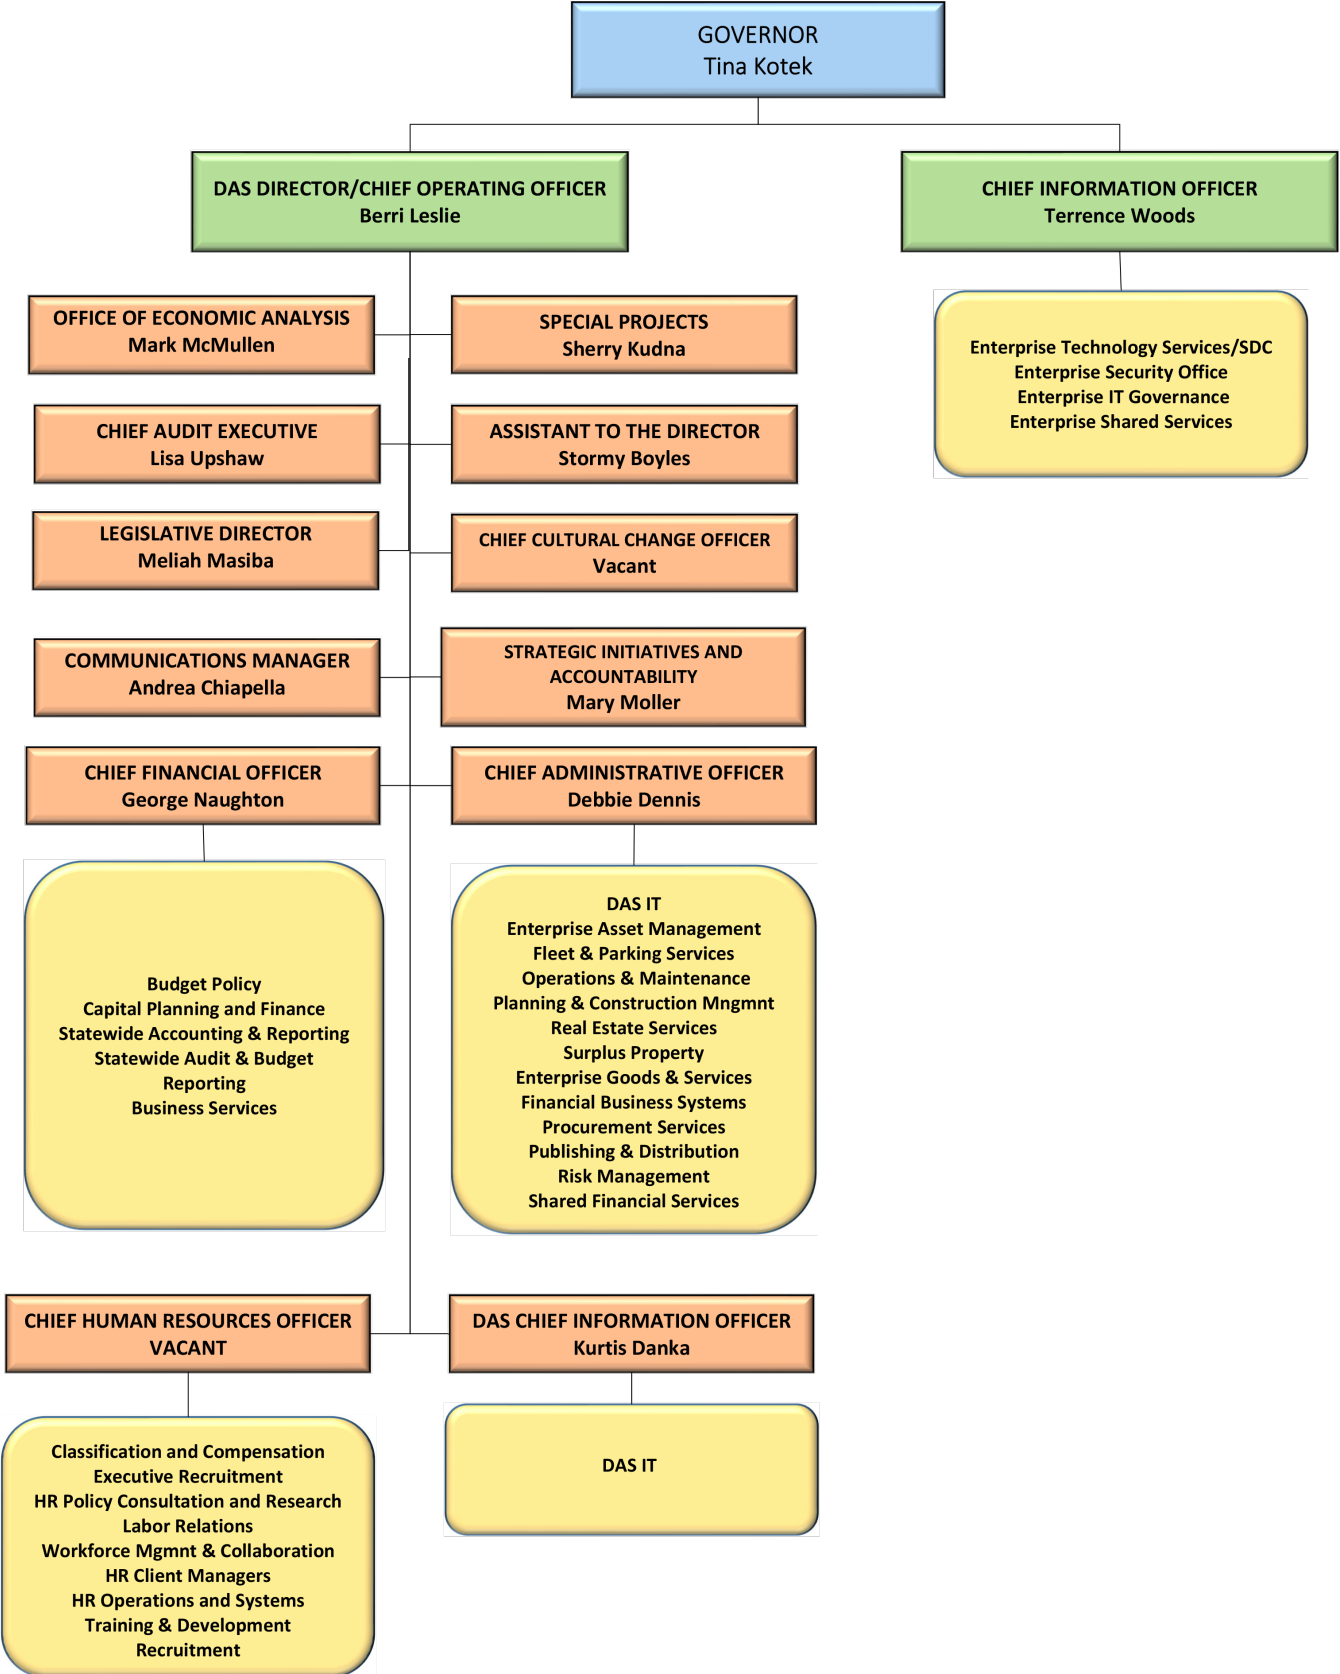 GOVERNOR
Tina Kotek
DAS DIRECTOR/CHIEF OPERATING OFFICER
Berri Leslie
CHIEF INFORMATION OFFICER
Terrence Woods
OFFICE OF ECONOMIC ANALYSIS
Mark McMullen
SPECIAL PROJECTS
Sherry Kudna
Enterprise Technology Services/SDC
Enterprise Security Office
Enterprise IT Governance
Enterprise Shared Services
CHIEF AUDIT EXECUTIVE
Lisa Upshaw
ASSISTANT TO THE DIRECTOR
Stormy Boyles
LEGISLATIVE DIRECTOR
Meliah Masiba
CHIEF CULTURAL CHANGE OFFICER
Vacant
COMMUNICATIONS MANAGER
Andrea Chiapella
STRATEGIC INITIATIVES AND
ACCOUNTABILITY
Mary Moller
CHIEF FINANCIAL OFFICER
George Naughton
CHIEF ADMINISTRATIVE OFFICER
Debbie Dennis
Budget Policy
Capital Planning and Finance
Statewide Accounting & Reporting
Statewide Audit & Budget
Reporting
Business Services
DAS IT
Enterprise Asset Management
Fleet & Parking Services
Operations & Maintenance
Planning & Construction Mngmnt
Real Estate Services
Surplus Property
Enterprise Goods & Services
Financial Business Systems
Procurement Services
Publishing & Distribution
Risk Management
Shared Financial Services
CHIEF HUMAN RESOURCES OFFICER
VACANT
DAS CHIEF INFORMATION OFFICER
Kurtis Danka
Classification and Compensation
Executive Recruitment
HR Policy Consultation and Research
Labor Relations
Workforce Mgmnt & Collaboration
HR Client Managers
HR Operations and Systems
Training & Development
Recruitment
DAS IT